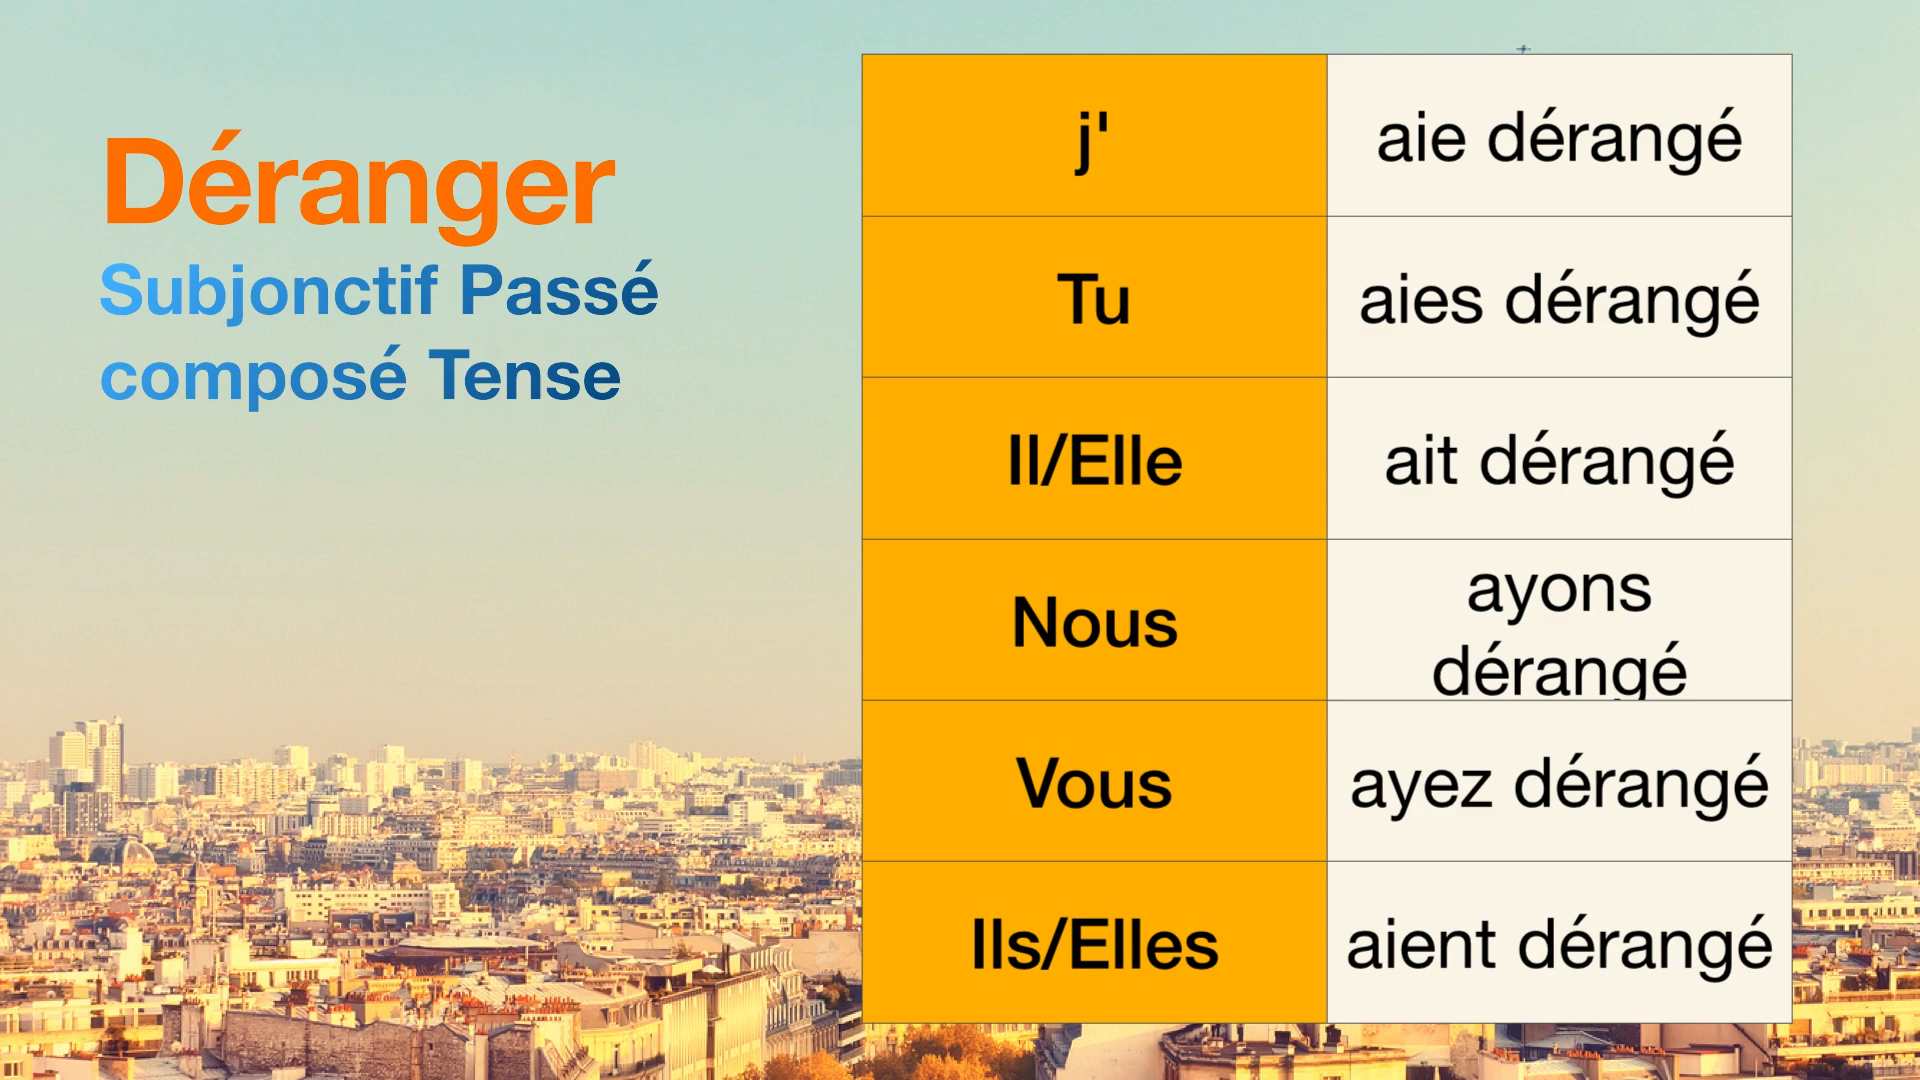 Déranger
Subjonctif Passé
composé Tense
j' aie dérangé
Tu aies dérangé
Il/Elle ait dérangé
Nous ayons
dérangé
Vous ayez dérangé
Ils/Elles aient dérangé